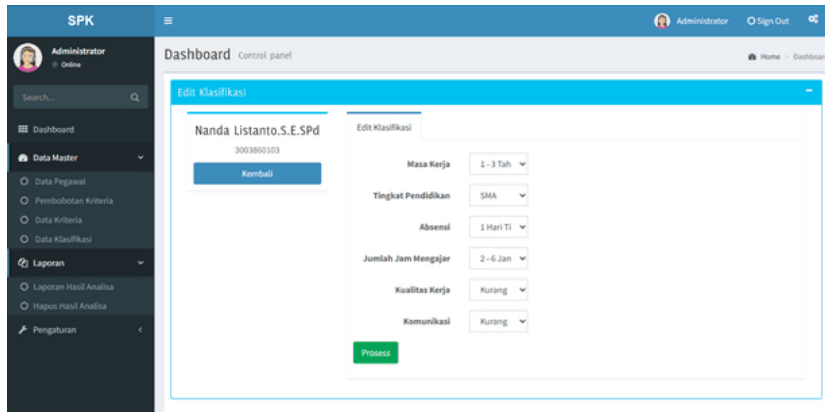 SPK
Administrator
Sign Out
Administrator
Online
Dashboard Control panel
Home > Dashboar
Search...
Edit Klasifikasi
Dashboard
Data Master
Data Pegawai
Pembobotan Kriteria
Data Kriteria
Data Klasifikasi
Laporan
Laporan Hasil Analisa
Hapus Hasil Analisa
Pengaturan
Nanda Listanto.S.E.SPd
3003860103
Kembali
Edit Klasifikasi
Masa Kerja 1 - 3 Tah
Tingkat Pendidikan SMA
Absensi 1 Hari Ti
Jumlah Jam Mengajar 2 - 6 Jan
Kualitas Kerja Kurang
Komunikasi Kurang
Prosess